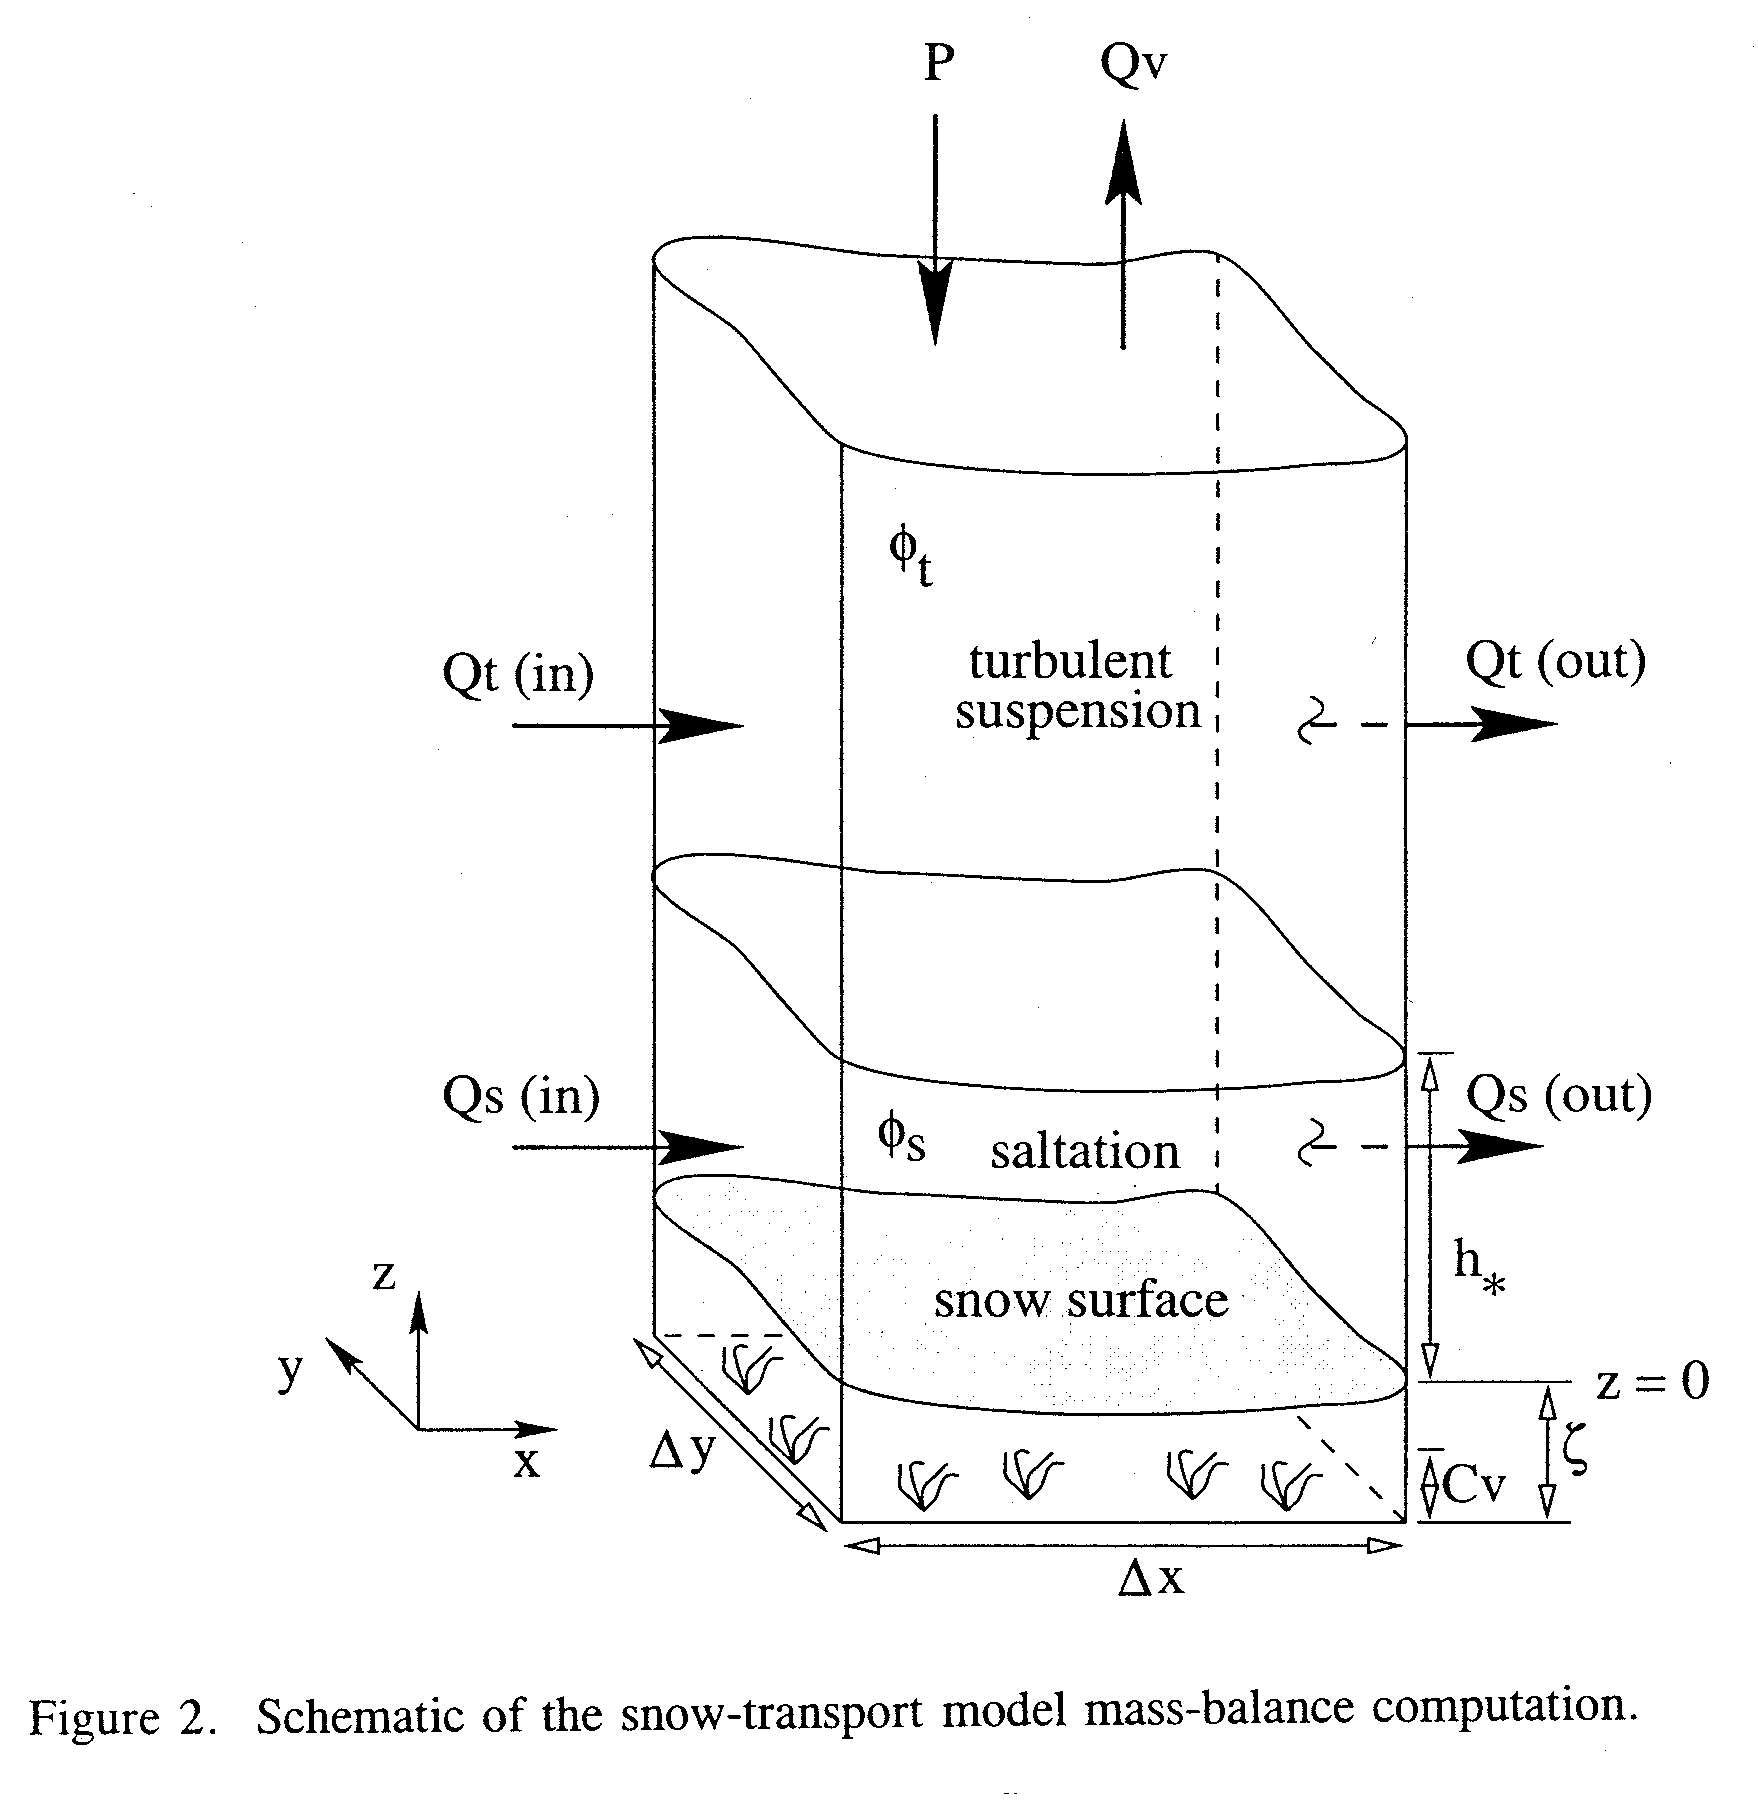 P
Qv
ϕt
Qt (in)
turbulent
suspension
Qt (out)
Qs (in)
ϕs
saltation
Qs (out)
h*
snow surface
z
y
x
z = 0
ζ
Cv
Δy
Δx
Figure 2. Schematic of the snow-transport model mass-balance computation.